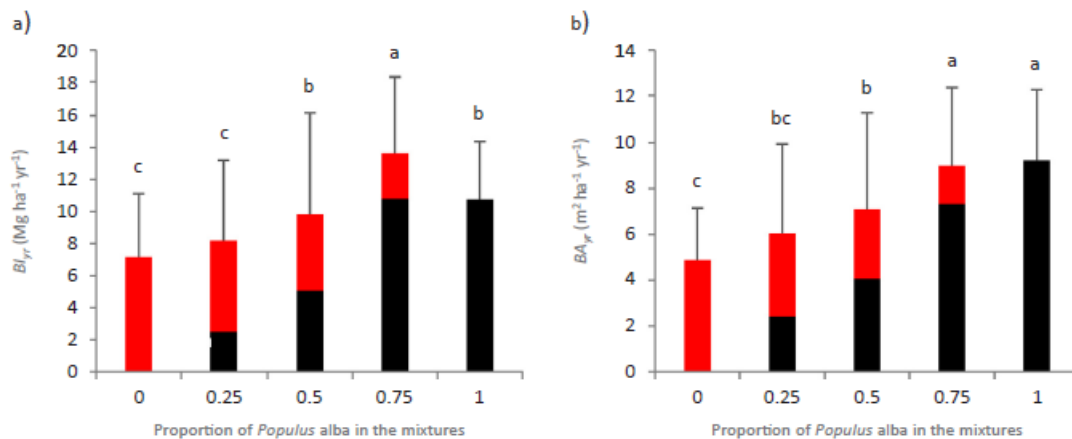 a)
20
18
16
14
12
10
8
6
4
2
0
BIyr (Mg ha-1 yr-1)
c
c
b
a
b
0 0.25 0.5 0.75 1
Proportion of Populus alba in the mixtures
b)
14
12
10
8
6
4
2
0
BAyr (m2 ha-1 yr-1)
c
bc
b
a
a
0 0.25 0.5 0.75 1
Proportion of Populus alba in the mixtures